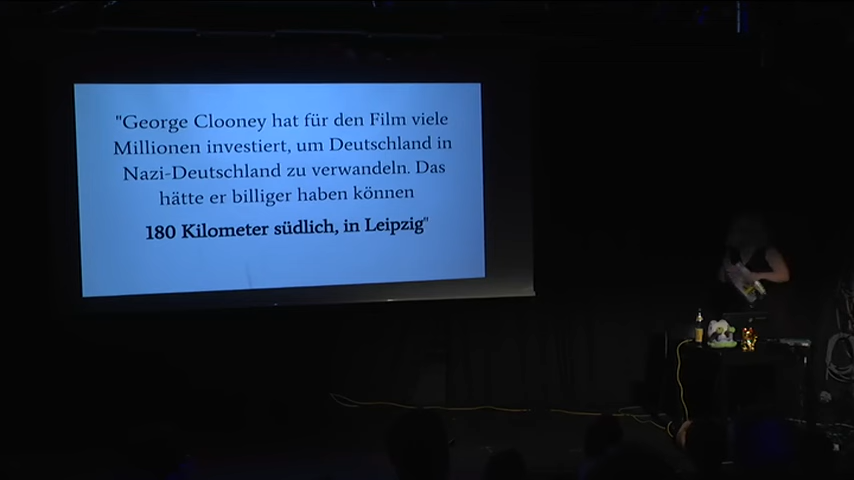 "George Clooney hat für den Film viele
Millionen investiert, um Deutschland in
Nazi-Deutschland zu verwandeln. Das
hätte er billiger haben können
180 Kilometer südlich, in Leipzig"